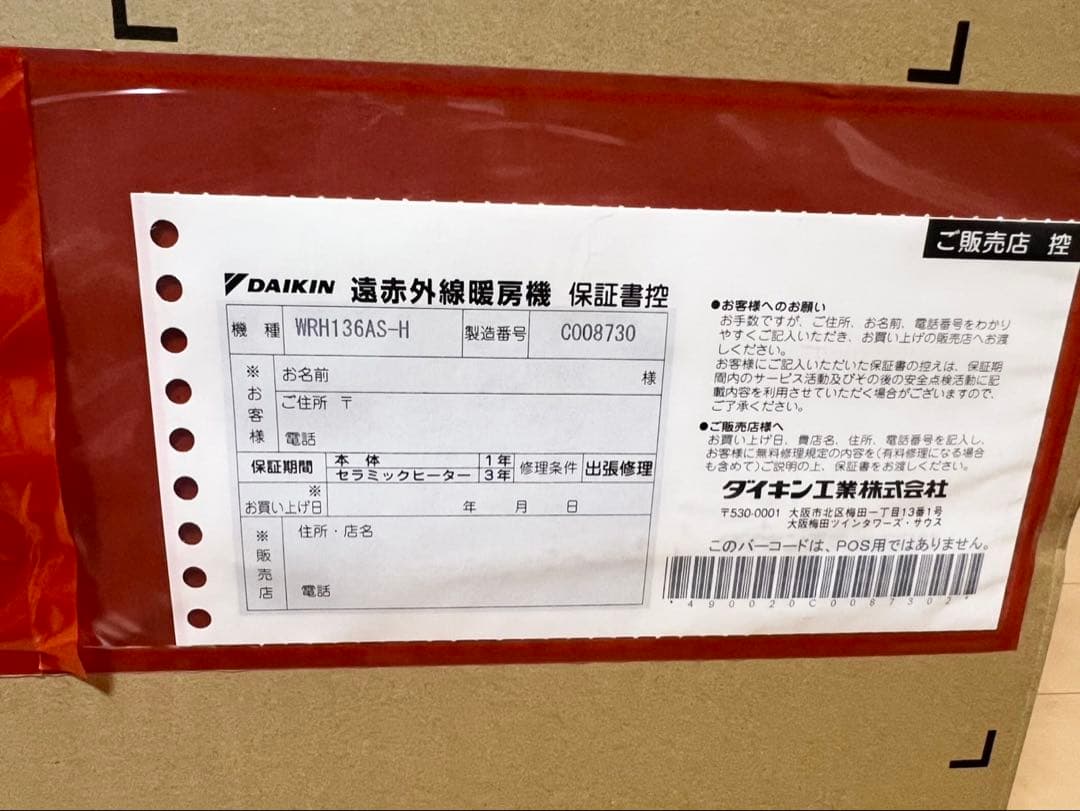 ご販売店 控
DAIKIN 遠赤外線暖房機 保証書控
機種 WRH136AS-H 製造番号 C008730
※お客様 お名前 様
ご住所 〒
電話
保証期間 本体 1年 修理条件 出張修理
セラミックヒーター 3年
※お買い上げ日 年 月 日
※販売店 住所・店名
電話
●お客様へのお願い
お手数ですが、ご住所、お名前、電話番号をわかり
やすくご記入いただき、お買い上げの販売店へお渡
しください。
お客様にご記入いただいた保証書の控えは、保証期
間内のサービス活動及びその後の安全点検活動に記
載内容を利用させていただく場合がございますので、
ご了承ください。
●ご販売店様へ
お買い上げ日、貴店名、住所、電話番号を記入し、
お客様に無料修理規定の内容を(有料修理になる場合
も含めて)ご説明の上、保証書をお渡しください。
ダイキン工業株式会社
〒530-0001 大阪市北区梅田一丁目13番1号
大阪梅田ツインタワーズ・サウス
このバーコードは、POS用ではありません。
*490020C0087302*